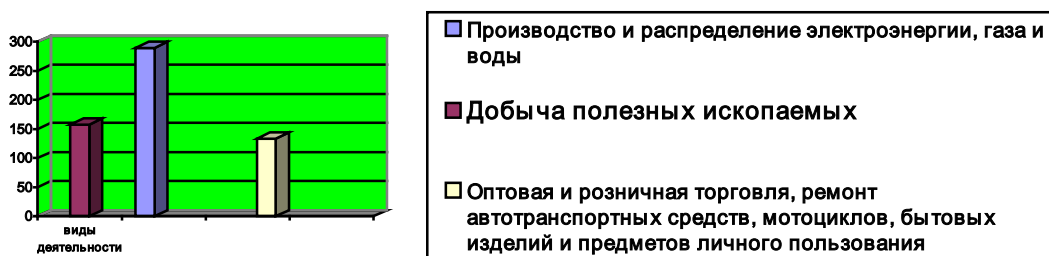 300
250
200
150
100
50
0
виды
деятельности
Производство и распределение электроэнергии, газа и
воды
Добыча полезных ископаемых
Оптовая и розничная торговля, ремонт
автотранспортных средств, мотоциклов, бытовых
изделий и предметов личного пользования